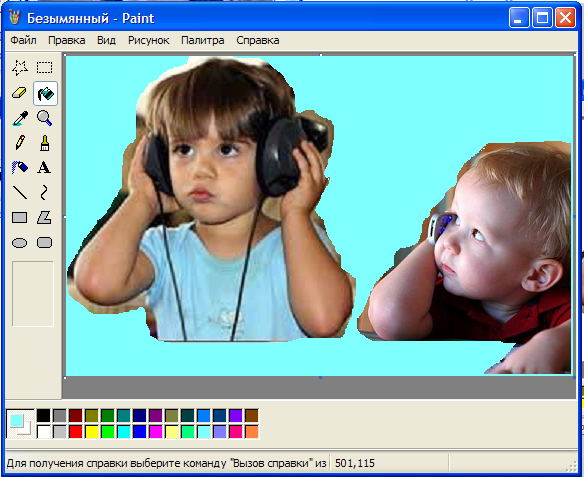 Безымянный - Paint
Файл Правка Вид Рисунок Палитра Справка
A
Для получения справки выберите команду "Вызов справки" из 501,115